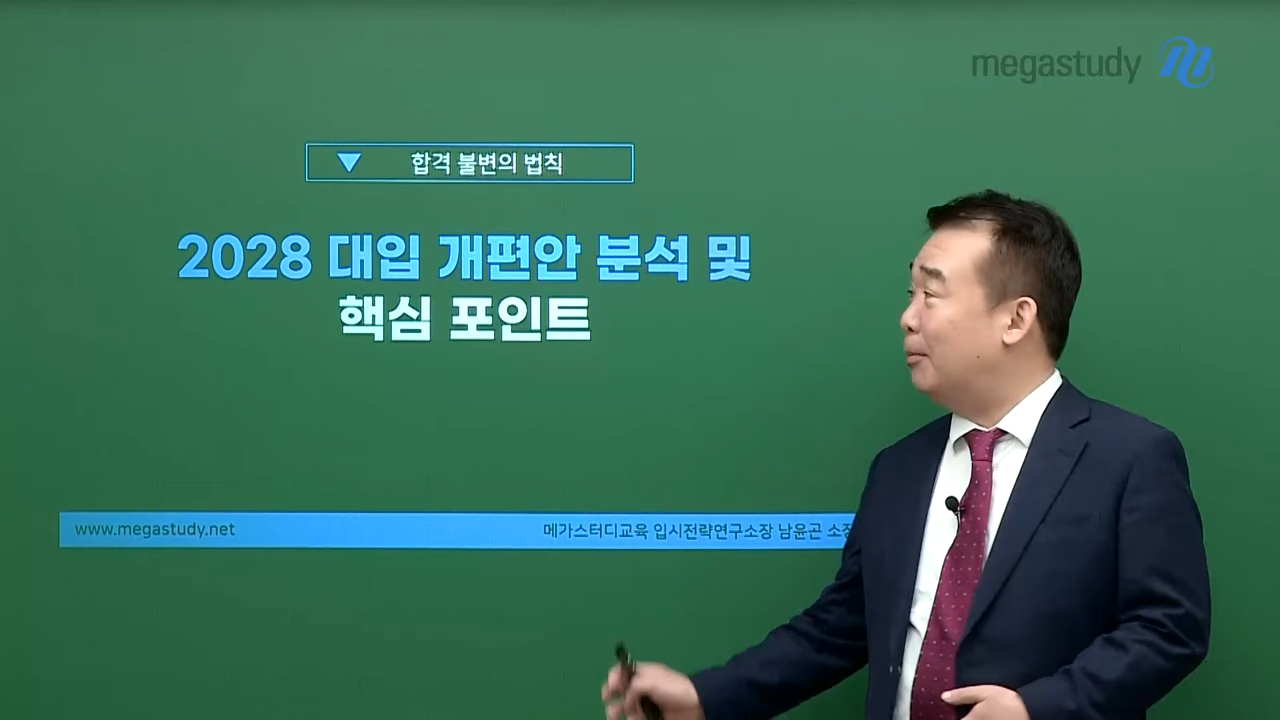 megastudy
합격 불변의 법칙
2028 대입 개편안 분석 및
핵심 포인트
www.megastudy.net
메가스터디교육 입시전략연구소장 남윤곤 소장